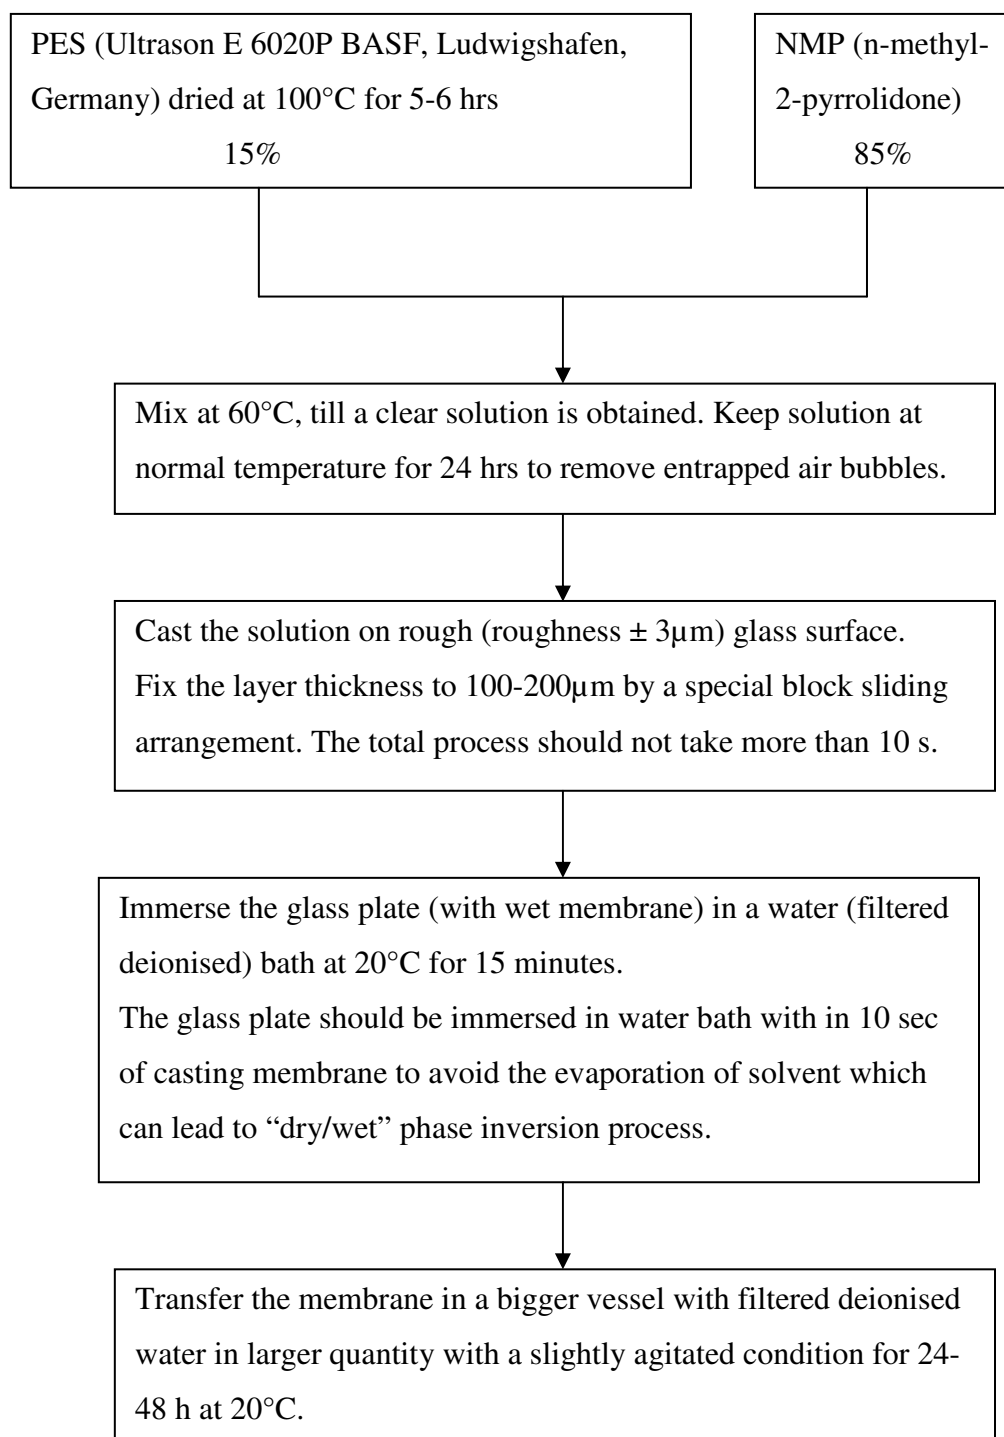 PES (Ultrason E 6020P BASF, Ludwigshafen,
Germany) dried at 100°C for 5-6 hrs
15%
NMP (n-methyl-
2-pyrrolidone)
85%
Mix at 60°C, till a clear solution is obtained. Keep solution at
normal temperature for 24 hrs to remove entrapped air bubbles.
Cast the solution on rough (roughness ± 3µm) glass surface.
Fix the layer thickness to 100-200µm by a special block sliding
arrangement. The total process should not take more than 10 s.
Immerse the glass plate (with wet membrane) in a water (filtered
deionised) bath at 20°C for 15 minutes.
The glass plate should be immersed in water bath with in 10 sec
of casting membrane to avoid the evaporation of solvent which
can lead to “dry/wet” phase inversion process.
Transfer the membrane in a bigger vessel with filtered deionised
water in larger quantity with a slightly agitated condition for 24-
48 h at 20°C.